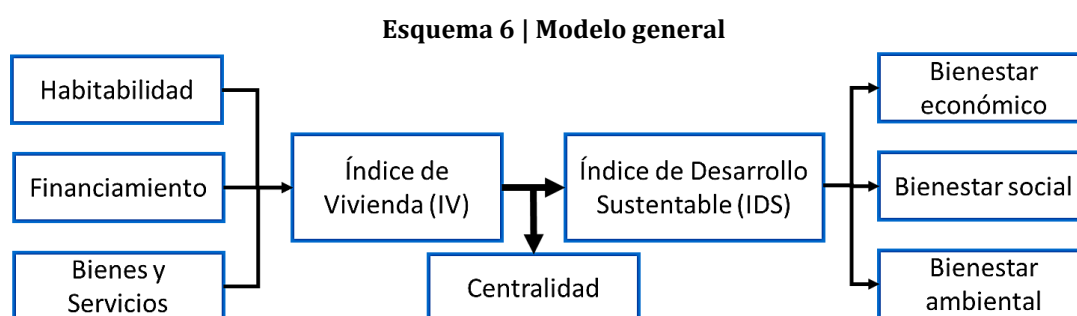 Esquema 6 | Modelo general
Habitabilidad
Financiamiento
Bienes y
Servicios
Índice de
Vivienda (IV)
Centralidad
Índice de Desarrollo
Sustentable (IDS)
Bienestar
económico
Bienestar social
Bienestar
ambiental